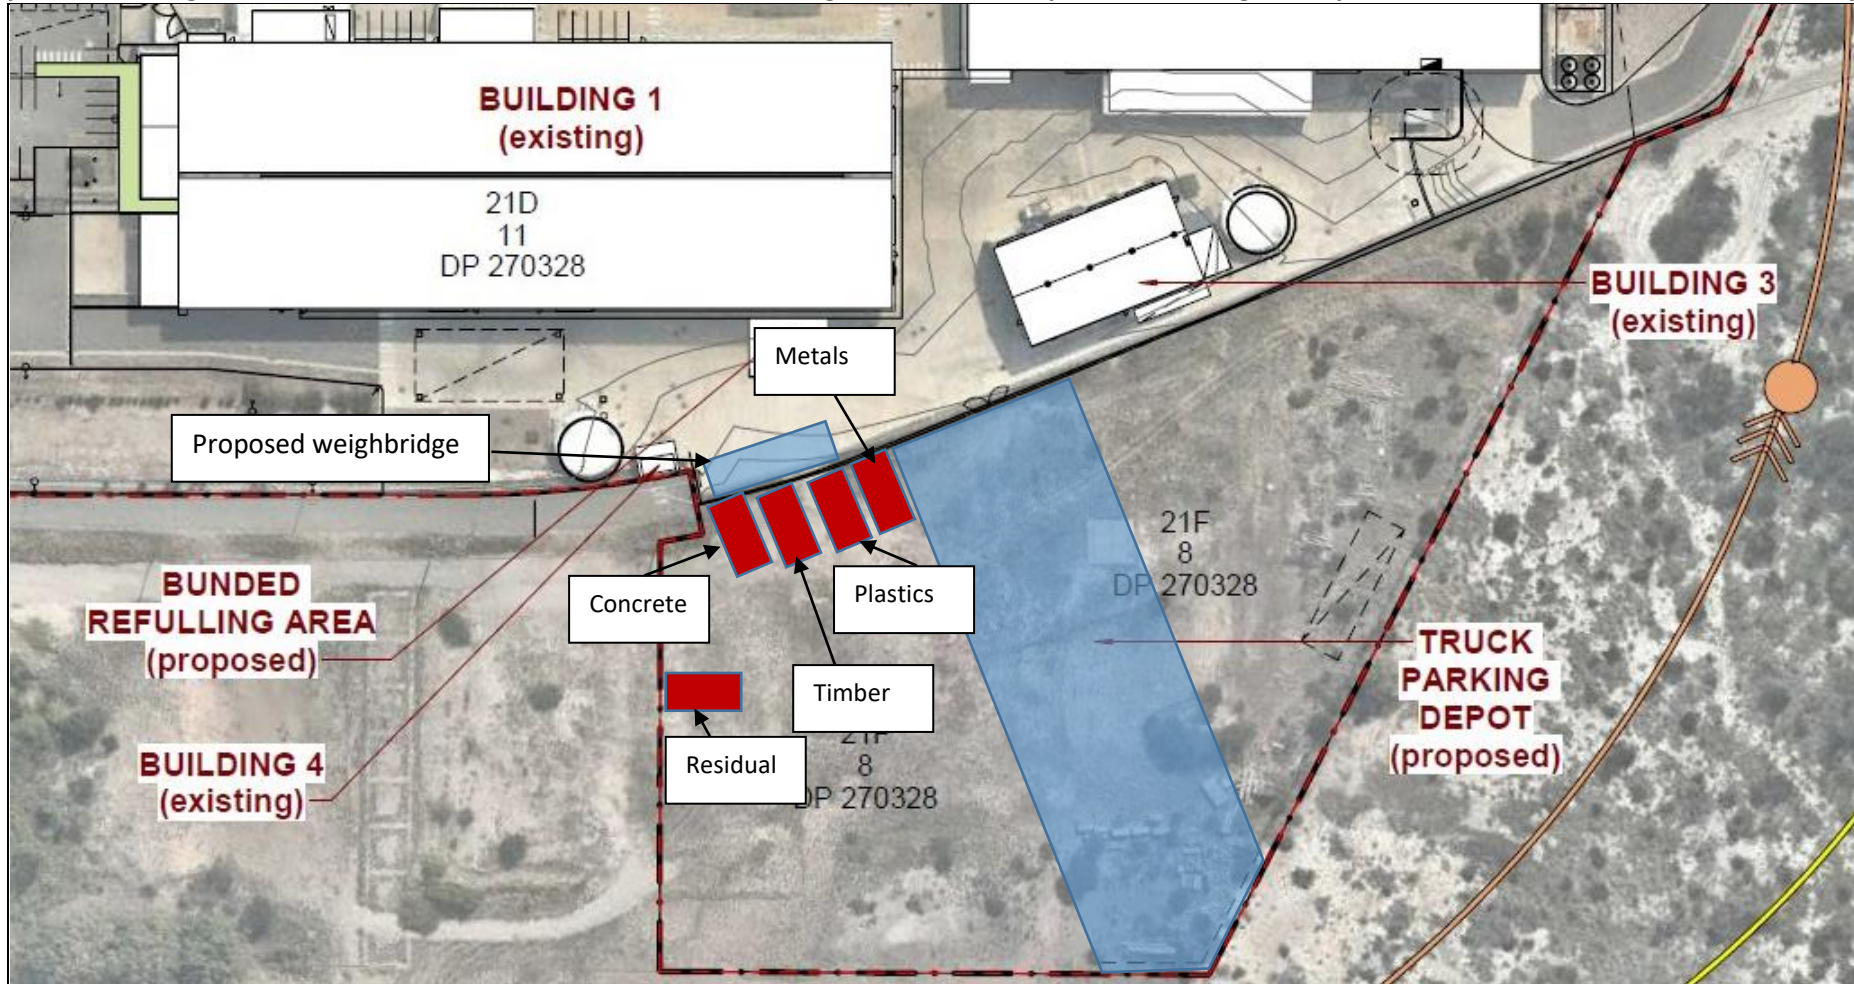 BUILDING 1
(existing)
21D
11
DP 270328
BUILDING 3
(existing)
Metals
Proposed weighbridge
21F
8
DP 270328
BUNDED
REFULLING AREA
(proposed)
Concrete
Plastics
TRUCK
PARKING
DEPOT
(proposed)
Timber
BUILDING 4
(existing)
Residual
21F
8
DP 270328